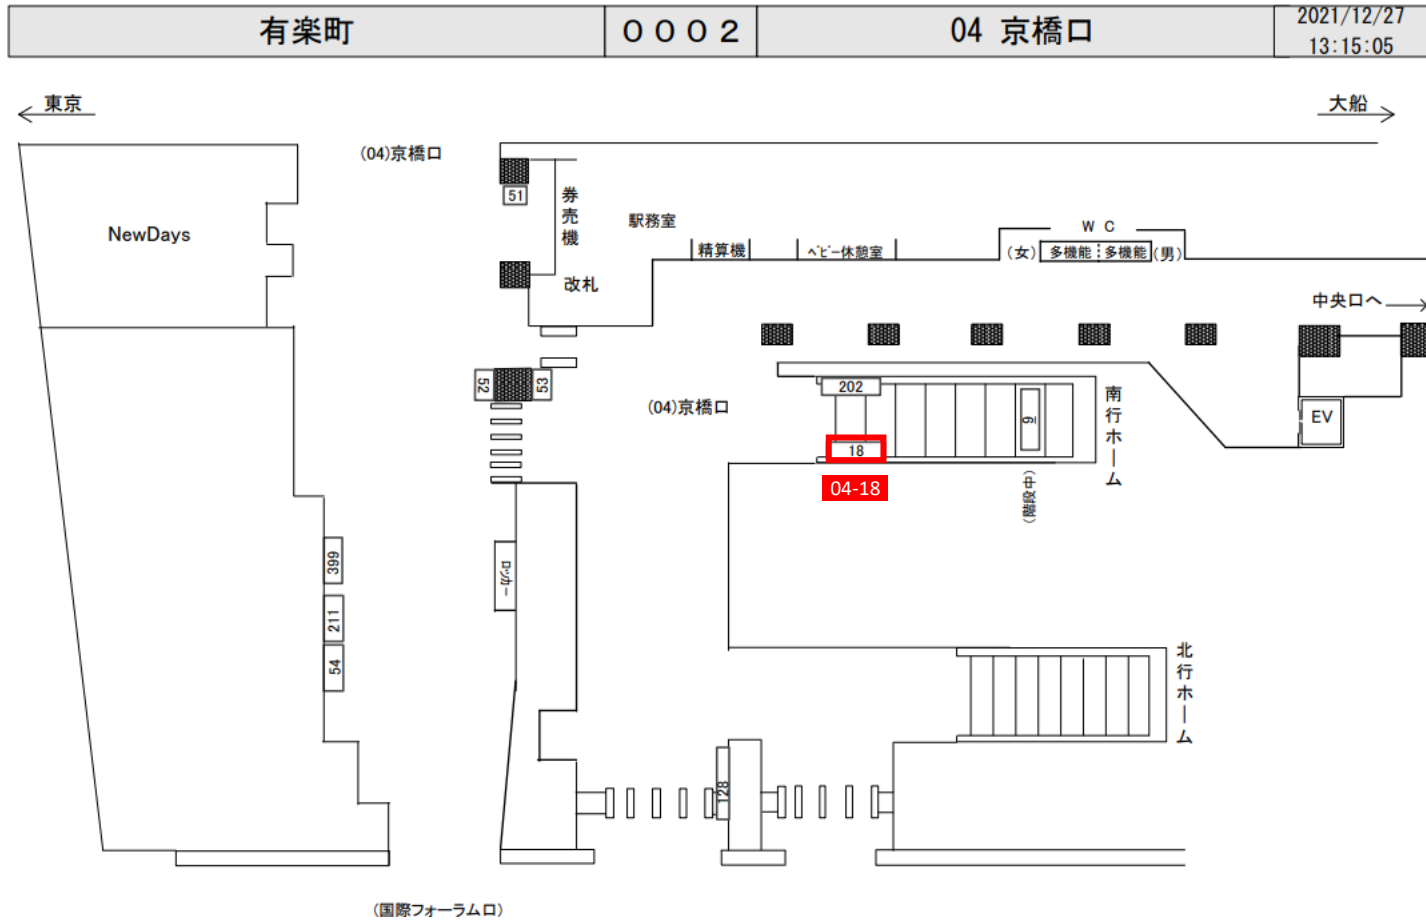 有楽町
０００２
04 京橋口
2021/12/27
13:15:05
東京
大船
(04)京橋口
51
券売機
駅務室
NewDays
精算機
ベビー休憩室
W C
(女)
多機能
多機能
(男)
改札
中央口へ
52
53
(04)京橋口
202
9
南行ホーム
EV
18
04-18
(階段中)
399
ロッカー
211
54
北行ホーム
128
(国際フォーラム口)